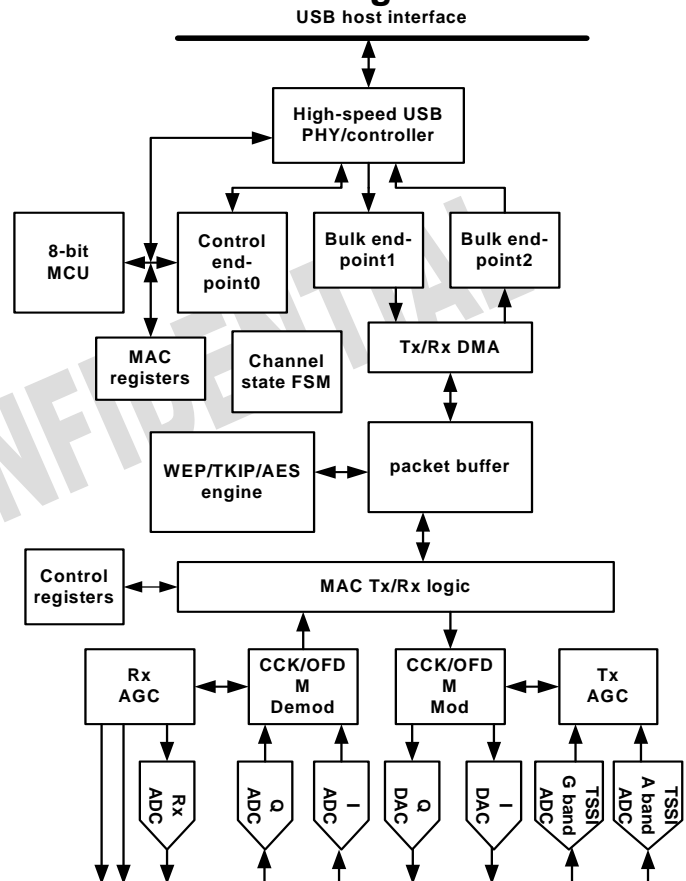 USB host interface
High-speed USB
PHY/controller
8-bit
MCU
Control
end-
point0
Bulk end-
point1
Bulk end-
point2
MAC
registers
Channel
state FSM
Tx/Rx DMA
WEP/TKIP/AES
engine
packet buffer
Control
registers
MAC Tx/Rx logic
Rx
AGC
CCK/OFD
M
Demod
CCK/OFD
M
Mod
Tx
AGC
Rx
ADC
Q
ADC
I
ADC
Q
DAC
I
DAC
TSSI
G band
ADC
TSSI
A band
ADC
NFIDENTIAL